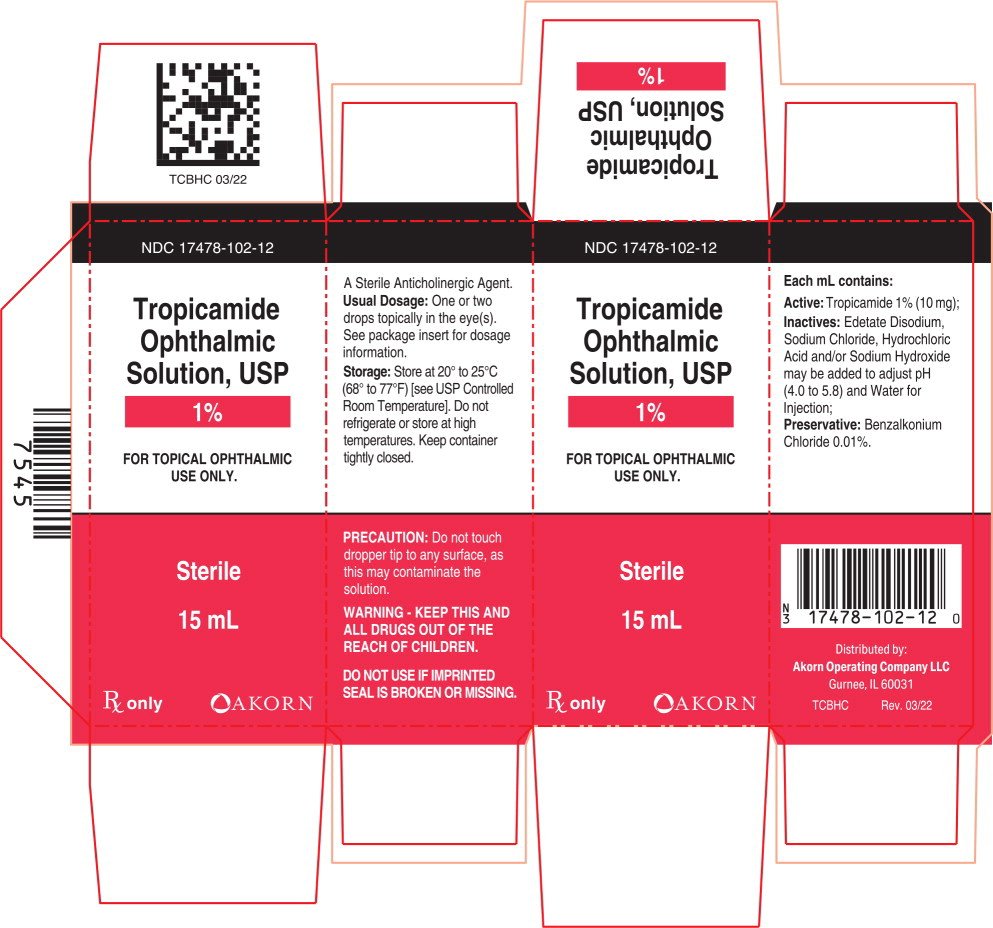 TCBHC 03/22
Tropicamide
Ophthalmic
Solution, USP
1%
NDC 17478-102-12
Tropicamide
Ophthalmic
Solution, USP
1%
FOR TOPICAL OPHTHALMIC
USE ONLY.
Sterile
15 mL
Rx only
AKORN
7545
A Sterile Anticholinergic Agent.
Usual Dosage: One or two
drops topically in the eye(s).
See package insert for dosage
information.
Storage: Store at 20° to 25°C
(68° to 77°F) [see USP Controlled
Room Temperature]. Do not
refrigerate or store at high
temperatures. Keep container
tightly closed.
PRECAUTION: Do not touch
dropper tip to any surface, as
this may contaminate the
solution.
WARNING - KEEP THIS AND
ALL DRUGS OUT OF THE
REACH OF CHILDREN.
DO NOT USE IF IMPRINTED
SEAL IS BROKEN OR MISSING.
NDC 17478-102-12
Tropicamide
Ophthalmic
Solution, USP
1%
FOR TOPICAL OPHTHALMIC
USE ONLY.
Sterile
15 mL
Rx only
AKORN
Each mL contains:
Active: Tropicamide 1% (10 mg);
Inactives: Edetate Disodium,
Sodium Chloride, Hydrochloric
Acid and/or Sodium Hydroxide
may be added to adjust pH
(4.0 to 5.8) and Water for
Injection;
Preservative: Benzalkonium
Chloride 0.01%.
N
3 17478-102-12 0
Distributed by:
Akorn Operating Company LLC
Gurnee, IL 60031
TCBHC Rev. 03/22